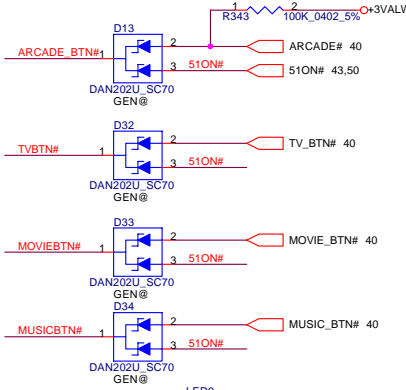 1 2 +3VALW
R343 100K_0402_5%
D13
ARCADE_BTN# 1 2 ARCADE# 40
3 51ON# 51ON# 43,50
DAN202U_SC70
GEN@
D32
TVBTN# 1 2 TV_BTN# 40
3 51ON#
DAN202U_SC70
GEN@
D33
MOVIEBTN# 1 2 MOVIE_BTN# 40
3 51ON#
DAN202U_SC70
GEN@
D34
MUSICBTN# 1 2 MUSIC_BTN# 40
3 51ON#
DAN202U_SC70
GEN@